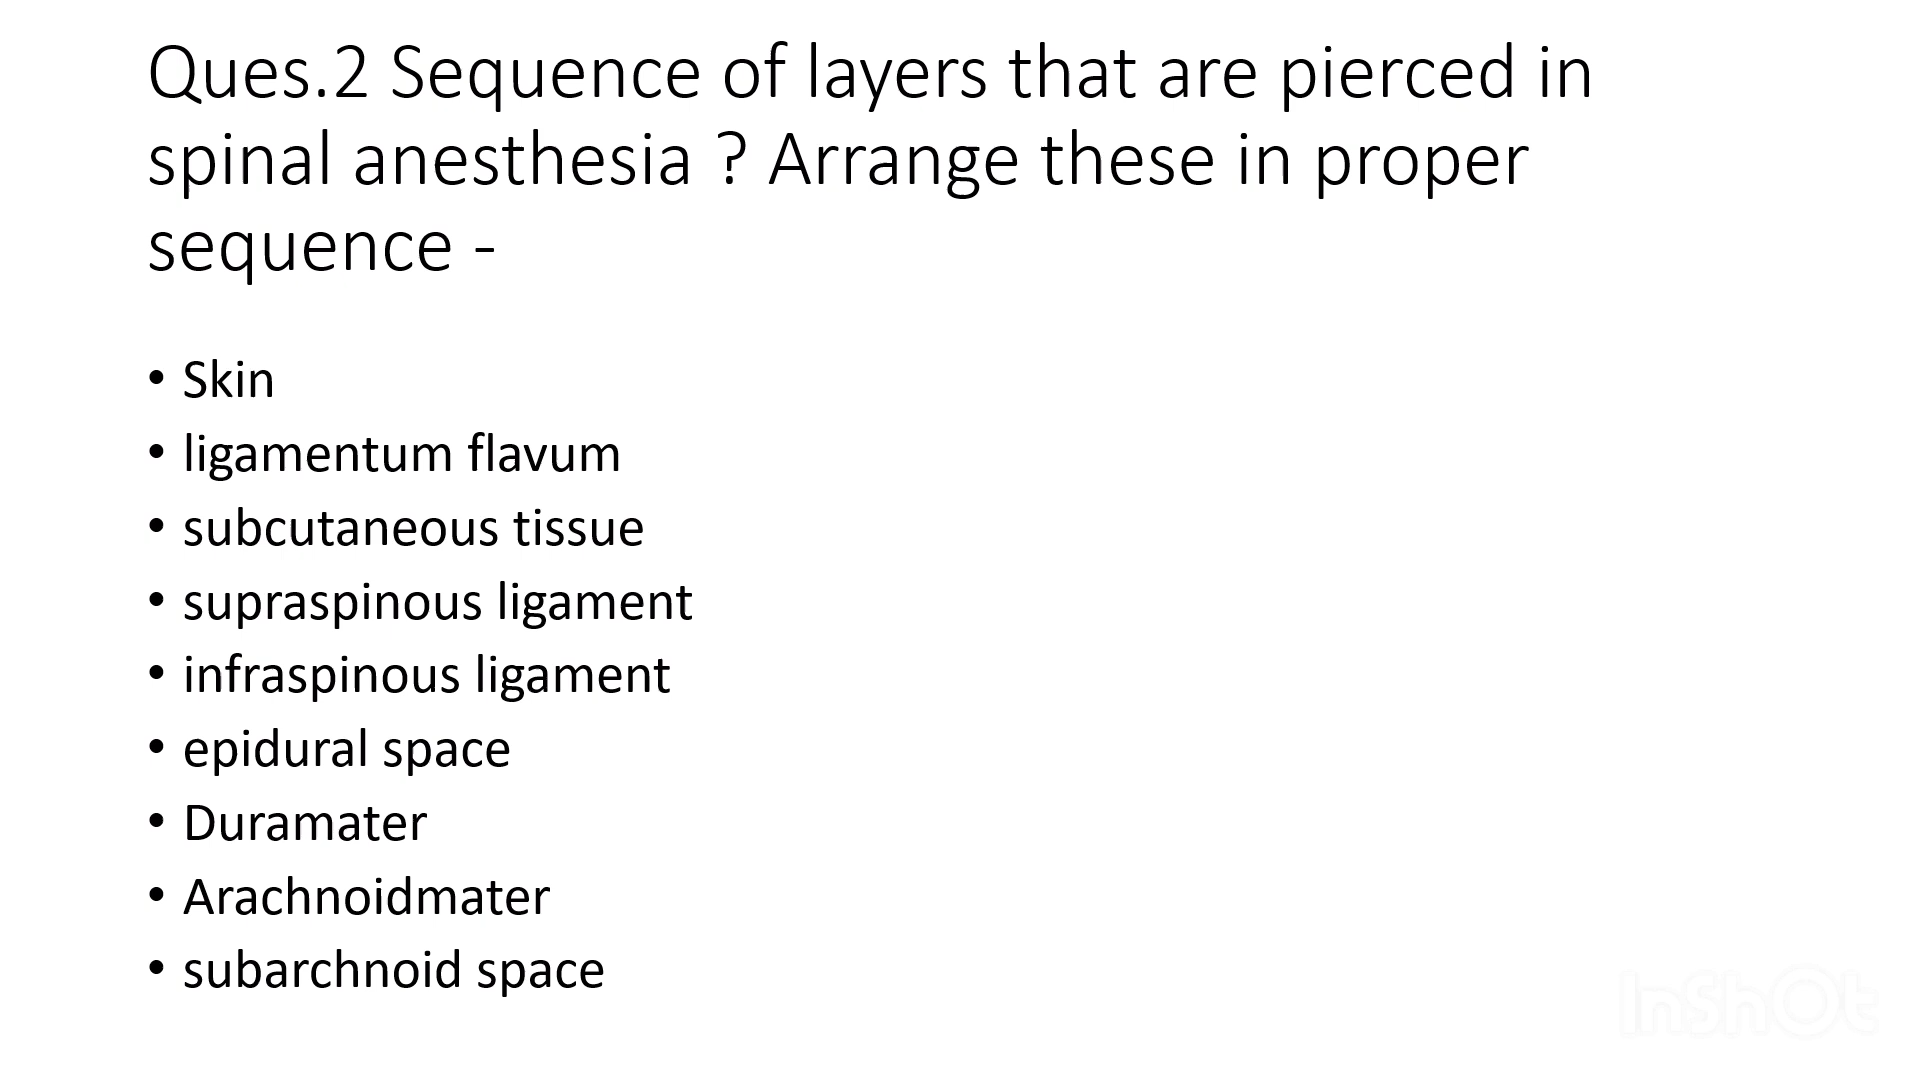 Ques.2 Sequence of layers that are pierced in
spinal anesthesia ? Arrange these in proper
sequence -
• Skin
• ligamentum flavum
• subcutaneous tissue
• supraspinous ligament
• infraspinous ligament
• epidural space
• Duramater
• Arachnoidmater
• subarchnoid space
InShOt